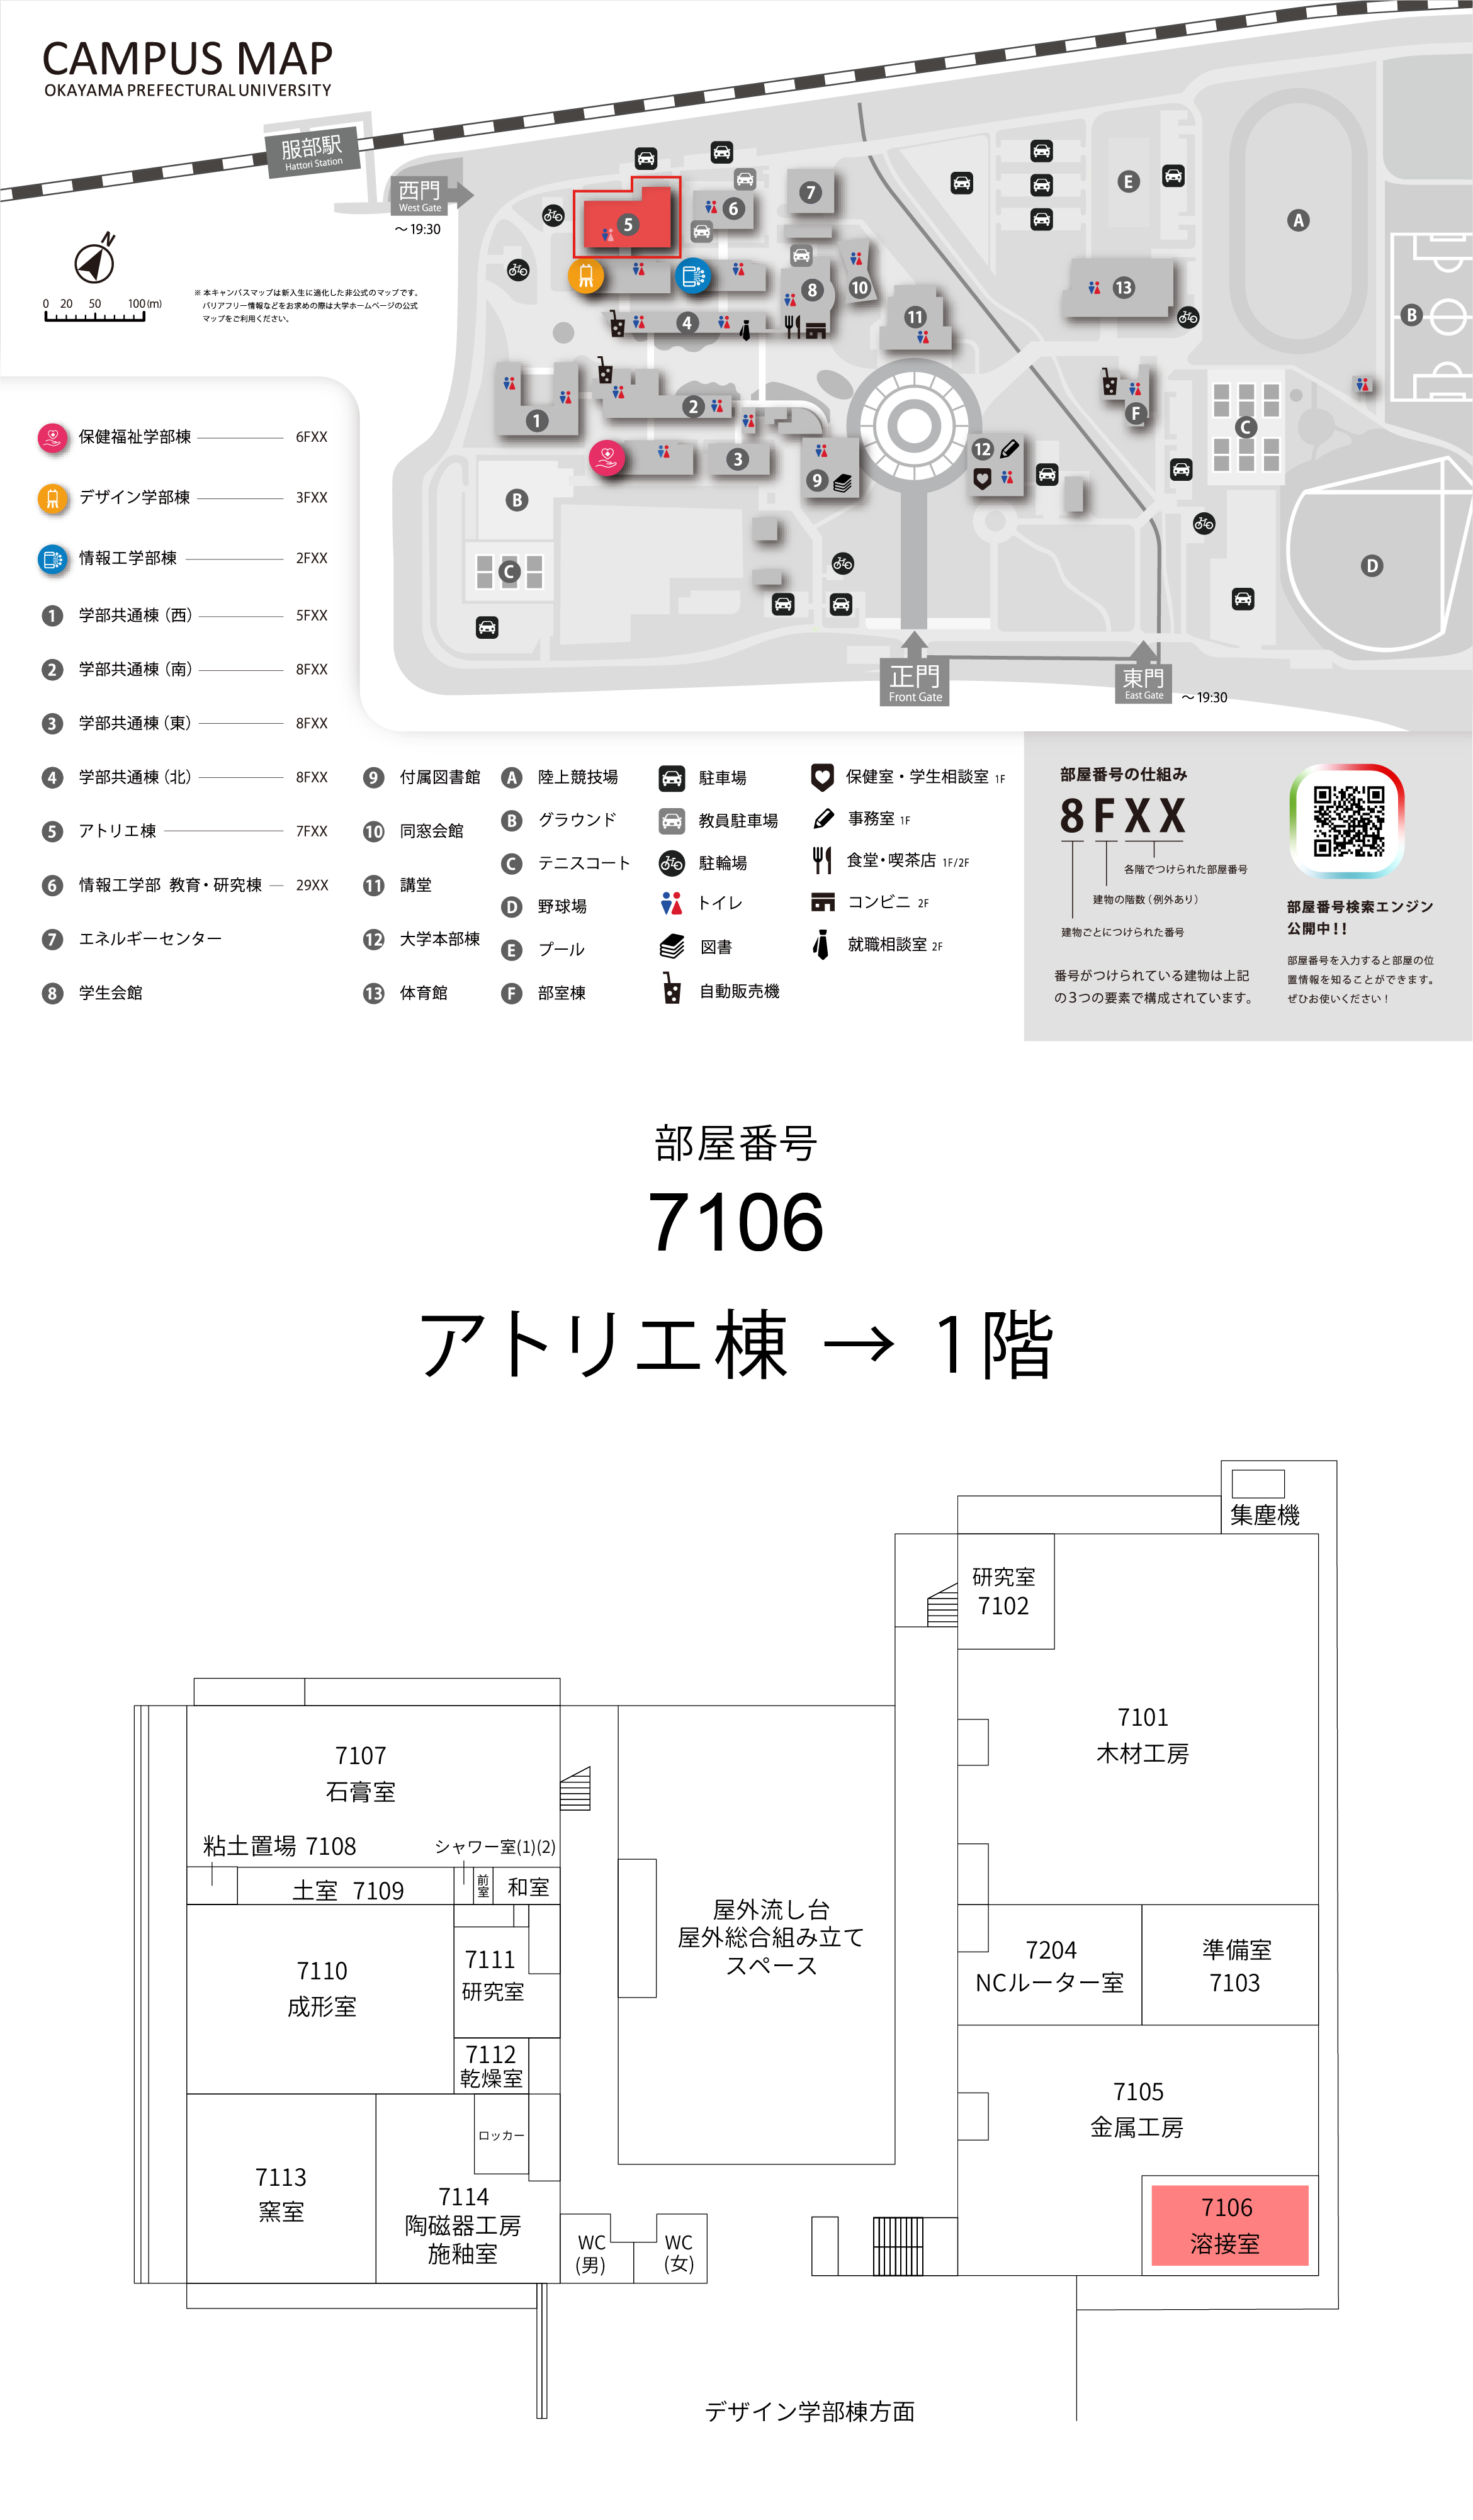 CAMPUS MAP
OKAYAMA PREFECTURAL UNIVERSITY
服部駅
Hattori Station
西門
West Gate
〜19:30
N
0 20 50 100(m)
※ 本キャンパスマップは新入生に適化した非公式のマップです。
バリアフリー情報などをお求めの際は大学ホームページの公式
マップをご利用ください。
5
6
7
8
10
11
4
13
E
A
B
1
2
3
9
12
F
C
B
C
D
正門
Front Gate
東門
East Gate
〜19:30
保健福祉学部棟 6FXX
デザイン学部棟 3FXX
情報工学部棟 2FXX
1 学部共通棟（西） 5FXX
2 学部共通棟（南） 8FXX
3 学部共通棟（東） 8FXX
4 学部共通棟（北） 8FXX
5 アトリエ棟 7FXX
6 情報工学部 教育・研究棟 29XX
7 エネルギーセンター
8 学生会館
9 付属図書館
10 同窓会館
11 講堂
12 大学本部棟
13 体育館
A 陸上競技場
B グラウンド
C テニスコート
D 野球場
E プール
F 部室棟
駐車場
教員駐車場
駐輪場
トイレ
図書
自動販売機
保健室・学生相談室 1F
事務室 1F
食堂・喫茶店 1F/2F
コンビニ 2F
就職相談室 2F
部屋番号の仕組み
8FXX
各階でつけられた部屋番号
建物の階数（例外あり）
建物ごとにつけられた番号
番号がつけられている建物は上記
の３つの要素で構成されています。
部屋番号検索エンジン
公開中！！
部屋番号を入力すると部屋の位
置情報を知ることができます。
ぜひお使いください！
部屋番号
7106
アトリエ棟 → 1階
集塵機
研究室
7102
7101
木材工房
7107
石膏室
粘土置場 7108
シャワー室(1)(2)
土室 7109
前室
和室
7110
成形室
7111
研究室
7112
乾燥室
屋外流し台
屋外総合組み立て
スペース
7204
NCルーター室
準備室
7103
7105
金属工房
ロッカー
7113
窯室
7114
陶磁器工房
施釉室
WC
(男)
WC
(女)
7106
溶接室
デザイン学部棟方面